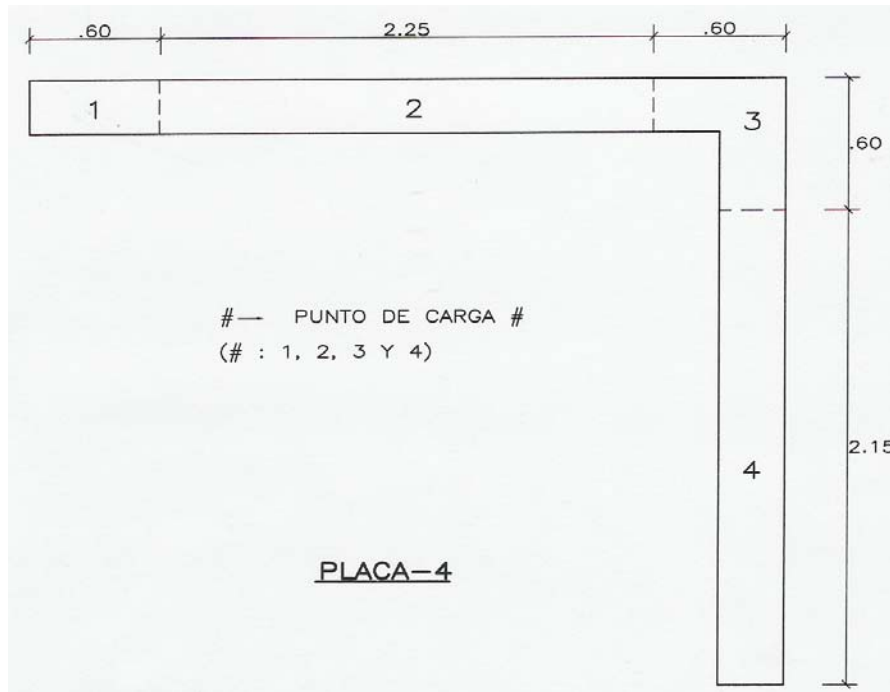 .60 2.25 .60
1 2 3
.60
#— PUNTO DE CARGA #
(# : 1, 2, 3 Y 4)
2.15
4
PLACA-4